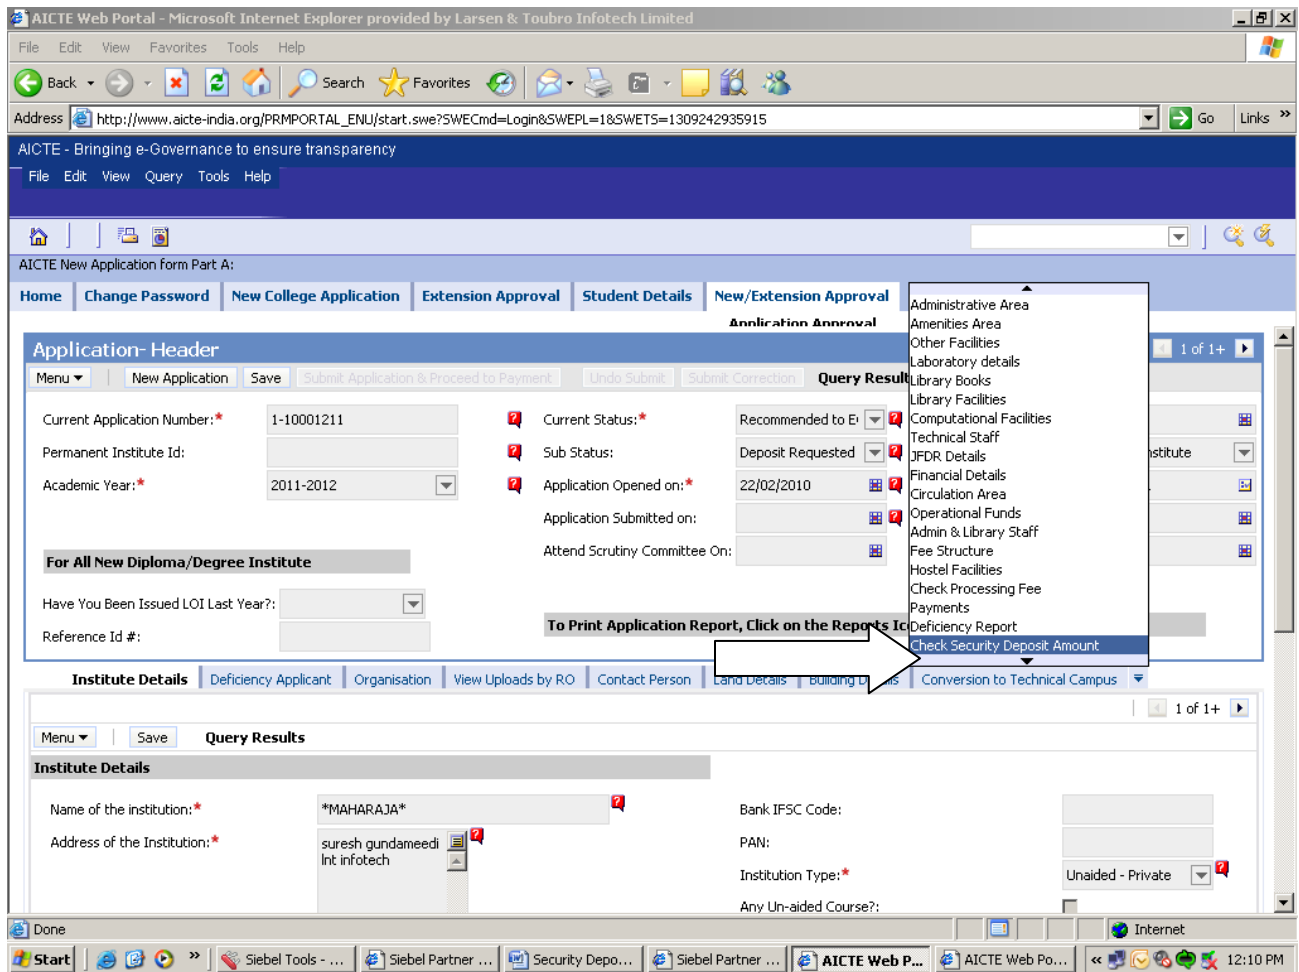 AICTE Web Portal - Microsoft Internet Explorer provided by Larsen & Toubro Infotech Limited
File Edit View Favorites Tools Help
Back Search Favorites
Address http://www.aicte-india.org/PRMPORTAL_ENU/start.swe?SWECmd=Login&SWEPL=1&SWETS=1309242935915 Go Links »
AICTE - Bringing e-Governance to ensure transparency
File Edit View Query Tools Help
AICTE New Application form Part A:
Home Change Password New College Application Extension Approval Student Details New/Extension Approval
Application Approval
Administrative Area
Amenities Area
Other Facilities
Laboratory details
Library Books
Library Facilities
Computational Facilities
Technical Staff
JFDR Details
Financial Details
Circulation Area
Operational Funds
Admin & Library Staff
Fee Structure
Hostel Facilities
Check Processing Fee
Payments
Deficiency Report
Check Security Deposit Amount
Application- Header 1 of 1+
Menu New Application Save Submit Application & Proceed to Payment Undo Submit Submit Correction Query Result
Current Application Number:* 1-10001211 Current Status:* Recommended to E
Permanent Institute Id: Sub Status: Deposit Requested nstitute
Academic Year:* 2011-2012 Application Opened on:* 22/02/2010
Application Submitted on:
Attend Scrutiny Committee On:
For All New Diploma/Degree Institute
Have You Been Issued LOI Last Year?:
Reference Id #:
To Print Application Report, Click on the Reports Ic
Institute Details Deficiency Applicant Organisation View Uploads by RO Contact Person Land Details Building Details Conversion to Technical Campus
1 of 1+
Menu Save Query Results
Institute Details
Name of the institution:* *MAHARAJA* Bank IFSC Code:
Address of the Institution:* suresh gundameedi PAN:
lnt infotech
Institution Type:* Unaided - Private
Any Un-aided Course?:
Done Internet
Start » Siebel Tools - ... Siebel Partner ... Security Depo... Siebel Partner ... AICTE Web P... AICTE Web Po... « 12:10 PM